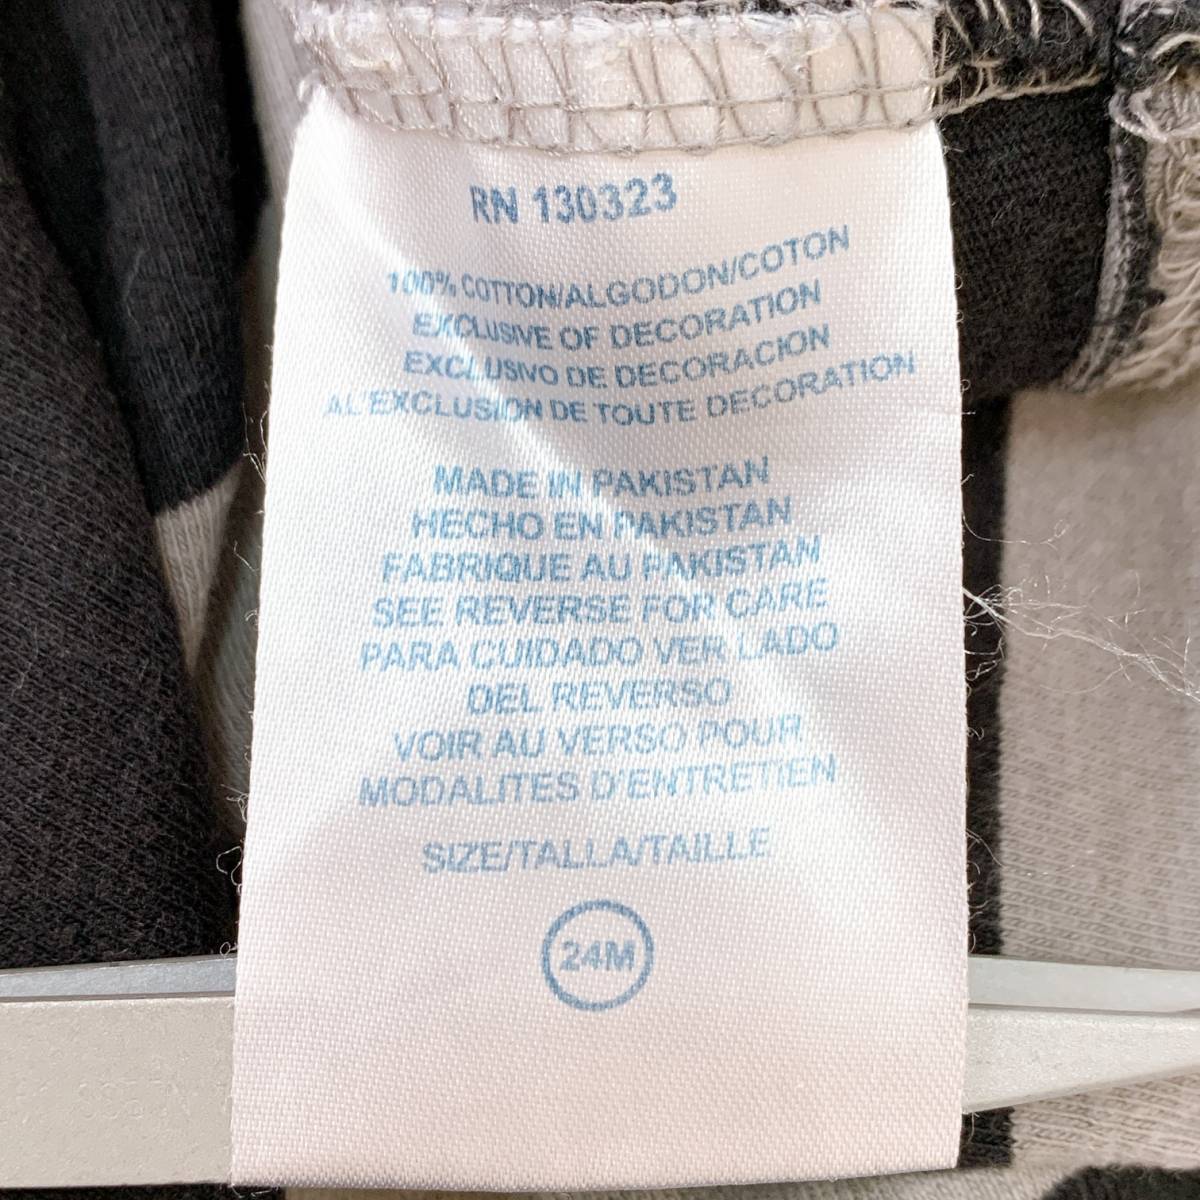 RN 130323
100% COTTON/ALGODON/COTON
EXCLUSIVE OF DECORATION
EXCLUSIVO DE DECORACION
AL'EXCLUSION DE TOUTE DECORATION
MADE IN PAKISTAN
HECHO EN PAKISTAN
FABRIQUE AU PAKISTAN
SEE REVERSE FOR CARE
PARA CUIDADO VER LADO
DEL REVERSO
VOIR AU VERSO POUR
MODALITES D'ENTRETIEN
SIZE/TALLA/TAILLE
24M